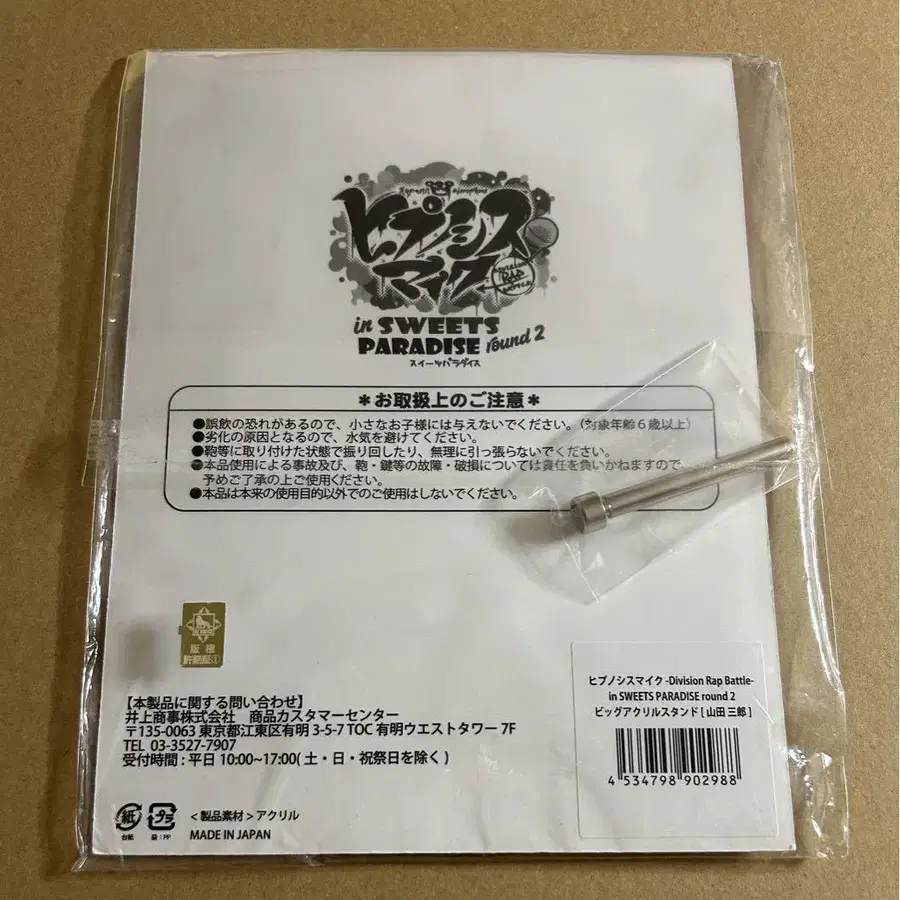 ヒプノシス
マイク
DIVISION
RAP
BATTLE
in SWEETS
PARADISE round 2
スイーツパラダイス
＊お取扱上のご注意＊
●誤飲の恐れがあるので、小さなお子様には与えないでください。(対象年齢6歳以上)
●劣化の原因となるので、水気を避けてください。
●鞄等に取り付けた状態で振り回したり、無理に引っ張らないでください。
●本品使用による事故及び、鞄・鍵等の故障・破損については責任を負いかねますので、
予めご了承の上ご使用ください。
●本品は本来の使用目的以外でのご使用はしないでください。
版権
許諾証①
【本製品に関する問い合わせ】
井上商事株式会社 商品カスタマーセンター
〒135-0063 東京都江東区有明 3-5-7 TOC 有明ウエストタワー 7F
TEL 03-3527-7907
受付時間 : 平日 10:00~17:00( 土・日・祝祭日を除く )
紙
台紙
プラ
袋 : PP
< 製品素材 > アクリル
MADE IN JAPAN
ヒプノシスマイク -Division Rap Battle-
in SWEETS PARADISE round 2
ビッグアクリルスタンド [ 山田 三郎 ]
4 534798 902988